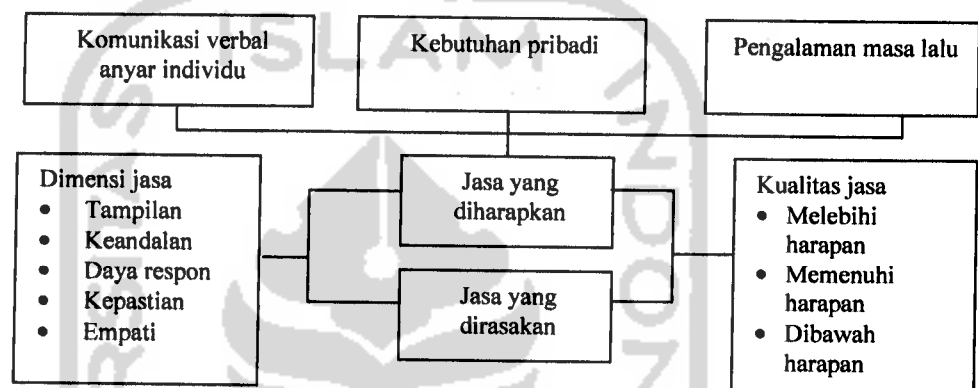 Komunikasi verbal
anyar individu
Kebutuhan pribadi
Pengalaman masa lalu
Dimensi jasa
• Tampilan
• Keandalan
• Daya respon
• Kepastian
• Empati
Jasa yang
diharapkan
Jasa yang
dirasakan
Kualitas jasa
• Melebihi
harapan
• Memenuhi
harapan
• Dibawah
harapan
ISLAM